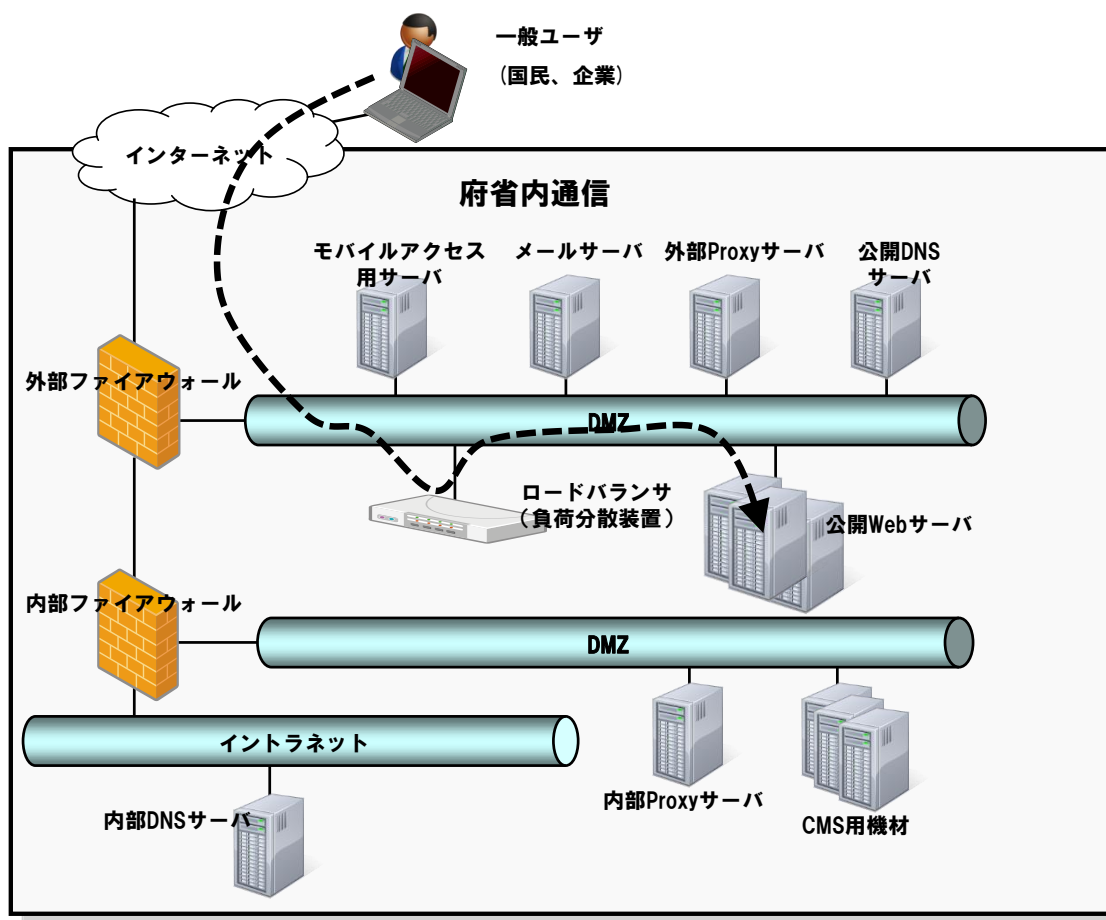 一般ユーザ
(国民、企業)
インターネット
府省内通信
モバイルアクセス
用サーバ
メールサーバ
外部Proxyサーバ
公開DNS
サーバ
外部ファイアウォール
DMZ
ロードバランサ
（負荷分散装置）
公開Webサーバ
内部ファイアウォール
DMZ
イントラネット
内部DNSサーバ
内部Proxyサーバ
CMS用機材